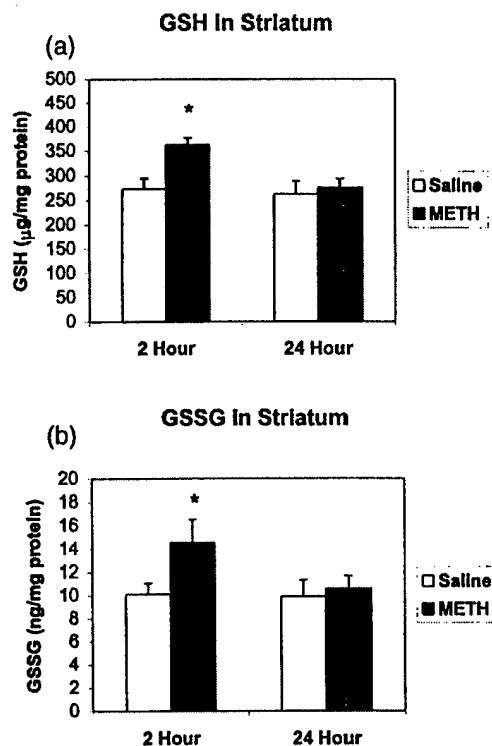 GSH in Striatum
(a)
GSH (µg/mg protein)
500
450
400
350
300
250
200
150
100
50
0
*
2 Hour
24 Hour
Saline
METH
GSSG in Striatum
(b)
GSSG (ng/mg protein)
20
18
16
14
12
10
8
6
4
2
0
*
2 Hour
24 Hour
Saline
METH